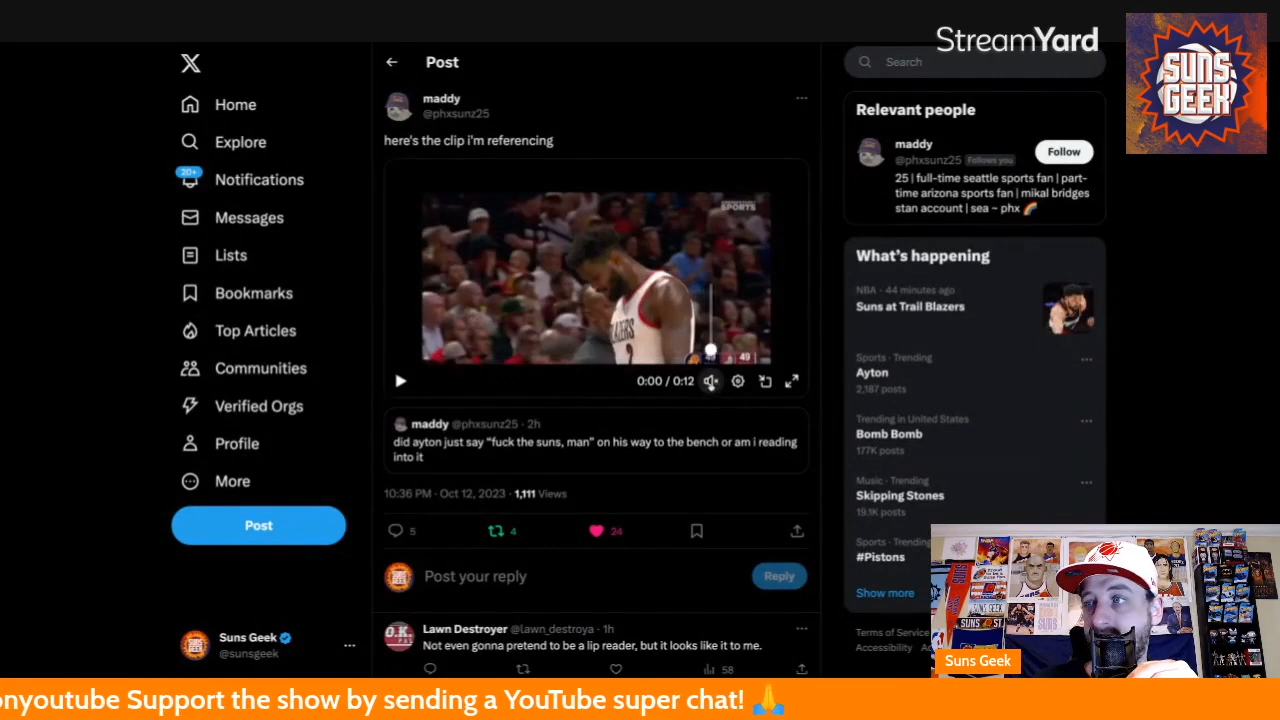 StreamYard
SUNS
GEEK
Home
Explore
20+
Notifications
Messages
Lists
Bookmarks
Top Articles
Communities
Verified Orgs
Profile
More
Post
Suns Geek
@sunsgeek
Post
maddy
@phxsunz25
here's the clip i'm referencing
SPORTS
49
0:00 / 0:12
maddy @phxsunz25 · 2h
did ayton just say "fuck the suns, man" on his way to the bench or am i reading
into it
10:36 PM · Oct 12, 2023 · 1,111 Views
5
4
24
Post your reply
Reply
Lawn Destroyer @lawn_destroya · 1h
Not even gonna pretend to be a lip reader, but it looks like it to me.
58
Search
Relevant people
maddy
@phxsunz25 Follows you
Follow
25 | full-time seattle sports fan | part-
time arizona sports fan | mikal bridges
stan account | sea ~ phx 🌈
What's happening
NBA · 44 minutes ago
Suns at Trail Blazers
Sports · Trending
Ayton
2,187 posts
Trending in United States
Bomb Bomb
177K posts
Music · Trending
Skipping Stones
19.1K posts
Sports · Trending
#Pistons
Show more
Terms of Service
Accessibility
Suns Geek
onyoutube Support the show by sending a YouTube super chat! 🙏